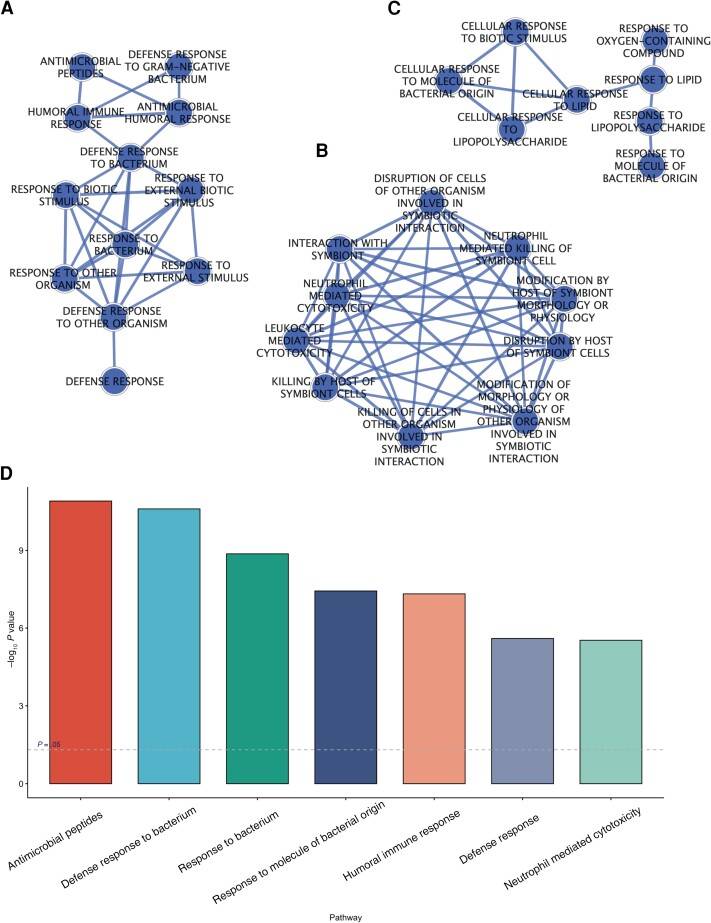 A
ANTIMICROBIAL
PEPTIDES
DEFENSE RESPONSE
TO GRAM-NEGATIVE
BACTERIUM
HUMORAL IMMUNE
RESPONSE
ANTIMICROBIAL
HUMORAL RESPONSE
DEFENSE RESPONSE
TO BACTERIUM
RESPONSE TO BIOTIC
STIMULUS
RESPONSE TO
EXTERNAL BIOTIC
STIMULUS
RESPONSE TO
BACTERIUM
RESPONSE TO OTHER
ORGANISM
RESPONSE TO
EXTERNAL STIMULUS
DEFENSE RESPONSE
TO OTHER ORGANISM
DEFENSE RESPONSE
C
CELLULAR RESPONSE
TO BIOTIC STIMULUS
CELLULAR RESPONSE
TO MOLECULE OF
BACTERIAL ORIGIN
CELLULAR RESPONSE
TO LIPID
CELLULAR RESPONSE
TO
LIPOPOLYSACCHARIDE
RESPONSE TO
OXYGEN-CONTAINING
COMPOUND
RESPONSE TO LIPID
RESPONSE TO
LIPOPOLYSACCHARIDE
RESPONSE TO
MOLECULE OF
BACTERIAL ORIGIN
B
DISRUPTION OF CELLS
OF OTHER ORGANISM
INVOLVED IN
SYMBIOTIC
INTERACTION
INTERACTION WITH
SYMBIONT
NEUTROPHIL
MEDIATED KILLING OF
SYMBIONT CELL
NEUTROPHIL
MEDIATED
CYTOTOXICITY
MODIFICATION BY
HOST OF SYMBIONT
MORPHOLOGY OR
PHYSIOLOGY
LEUKOCYTE
MEDIATED
CYTOTOXICITY
DISRUPTION BY HOST
OF SYMBIONT CELLS
KILLING BY HOST OF
SYMBIONT CELLS
MODIFICATION OF
MORPHOLOGY OR
PHYSIOLOGY OF
OTHER ORGANISM
INVOLVED IN
SYMBIOTIC
INTERACTION
KILLING OF CELLS IN
OTHER ORGANISM
INVOLVED IN
SYMBIOTIC
INTERACTION
D
−log₁₀ P value
9
6
3
0
P = .05
Antimicrobial peptides
Defense response to bacterium
Response to bacterium
Response to molecule of bacterial origin
Humoral immune response
Defense response
Neutrophil mediated cytotoxicity
Pathway